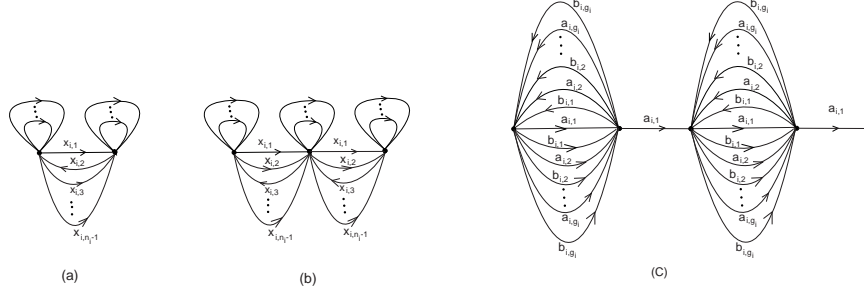 x_{i,1}
x_{i,2}
x_{i,3}
x_{i,n_i-1}
(a)
x_{i,1} x_{i,1}
x_{i,2} x_{i,2}
x_{i,3} x_{i,3}
x_{i,n_i-1} x_{i,n_i-1}
(b)
b_{i,g_i} b_{i,g_i}
a_{i,g_i} a_{i,g_i}
b_{i,2} b_{i,2}
a_{i,2} a_{i,2}
b_{i,1} b_{i,1}
a_{i,1} a_{i,1} a_{i,1} a_{i,1}
b_{i,1} b_{i,1}
a_{i,2} a_{i,2}
b_{i,2} b_{i,2}
a_{i,g_i} a_{i,g_i}
b_{i,g_i} b_{i,g_i}
(C)